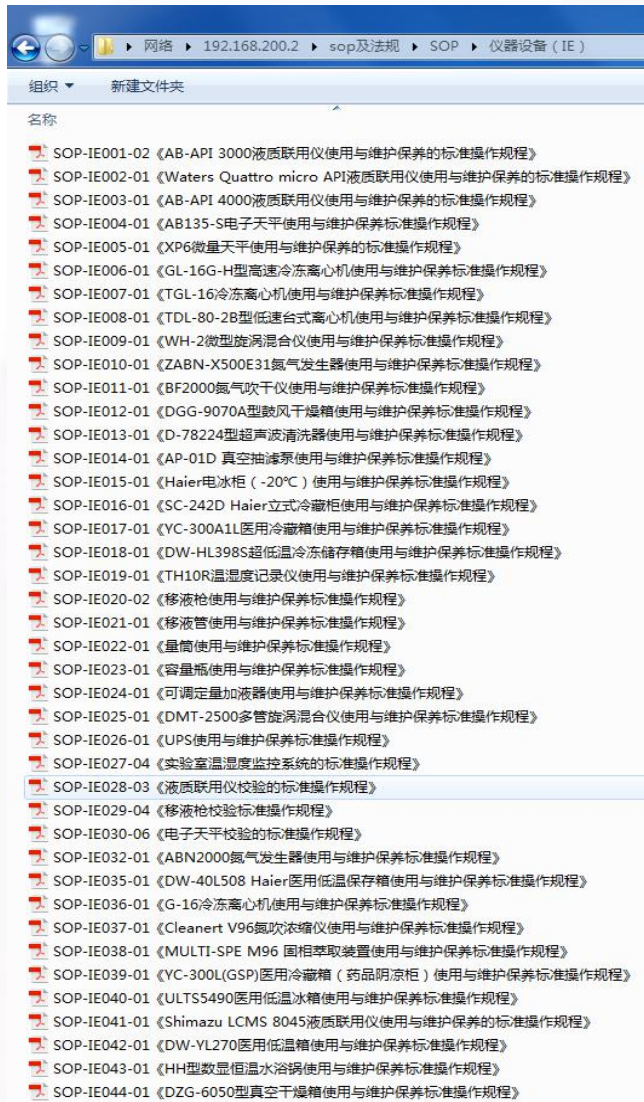 网络 ▸ 192.168.200.2 ▸ sop及法规 ▸ SOP ▸ 仪器设备（IE）
组织 新建文件夹
名称
SOP-IE001-02《AB-API 3000液质联用仪使用与维护保养的标准操作规程》
SOP-IE002-01《Waters Quattro micro API液质联用仪使用与维护保养的标准操作规程》
SOP-IE003-01《AB-API 4000液质联用仪使用与维护保养的标准操作规程》
SOP-IE004-01《AB135-S电子天平使用与维护保养标准操作规程》
SOP-IE005-01《XP6微量天平使用与维护保养的标准操作规程》
SOP-IE006-01《GL-16G-H型高速冷冻离心机使用与维护保养标准操作规程》
SOP-IE007-01《TGL-16冷冻离心机使用与维护保养标准操作规程》
SOP-IE008-01《TDL-80-2B型低速台式离心机使用与维护保养标准操作规程》
SOP-IE009-01《WH-2微型旋涡混合仪使用与维护保养标准操作规程》
SOP-IE010-01《ZABN-X500E31氮气发生器使用与维护保养标准操作规程》
SOP-IE011-01《BF2000氮气吹干仪使用与维护保养标准操作规程》
SOP-IE012-01《DGG-9070A型鼓风干燥箱使用与维护保养标准操作规程》
SOP-IE013-01《D-78224型超声波清洗器使用与维护保养标准操作规程》
SOP-IE014-01《AP-01D 真空抽滤泵使用与维护保养标准操作规程》
SOP-IE015-01《Haier电冰柜（-20℃）使用与维护保养标准操作规程》
SOP-IE016-01《SC-242D Haier立式冷藏柜使用与维护保养标准操作规程》
SOP-IE017-01《YC-300A1L医用冷藏箱使用与维护保养标准操作规程》
SOP-IE018-01《DW-HL398S超低温冷冻储存箱使用与维护保养标准操作规程》
SOP-IE019-01《TH10R温湿度记录仪使用与维护保养标准操作规程》
SOP-IE020-02《移液枪使用与维护保养标准操作规程》
SOP-IE021-01《移液管使用与维护保养标准操作规程》
SOP-IE022-01《量筒使用与维护保养标准操作规程》
SOP-IE023-01《容量瓶使用与维护保养标准操作规程》
SOP-IE024-01《可调定量加液器使用与维护保养标准操作规程》
SOP-IE025-01《DMT-2500多管旋涡混合仪使用与维护保养标准操作规程》
SOP-IE026-01《UPS使用与维护保养标准操作规程》
SOP-IE027-04《实验室温湿度监控系统的标准操作规程》
SOP-IE028-03《液质联用仪校验的标准操作规程》
SOP-IE029-04《移液枪校验标准操作规程》
SOP-IE030-06《电子天平校验的标准操作规程》
SOP-IE032-01《ABN2000氮气发生器使用与维护保养标准操作规程》
SOP-IE035-01《DW-40L508 Haier医用低温保存箱使用与维护保养标准操作规程》
SOP-IE036-01《G-16冷冻离心机使用与维护保养标准操作规程》
SOP-IE037-01《Cleanert V96氮吹浓缩仪使用与维护保养标准操作规程》
SOP-IE038-01《MULTI-SPE M96 固相萃取装置使用与维护保养标准操作规程》
SOP-IE039-01《YC-300L(GSP)医用冷藏箱（药品阴凉柜）使用与维护保养标准操作规程》
SOP-IE040-01《ULTS5490医用低温冰箱使用与维护保养标准操作规程》
SOP-IE041-01《Shimazu LCMS 8045液质联用仪使用与维护保养的标准操作规程》
SOP-IE042-01《DW-YL270医用低温箱使用与维护保养标准操作规程》
SOP-IE043-01《HH型数显恒温水浴锅使用与维护保养标准操作规程》
SOP-IE044-01《DZG-6050型真空干燥箱使用与维护保养标准操作规程》